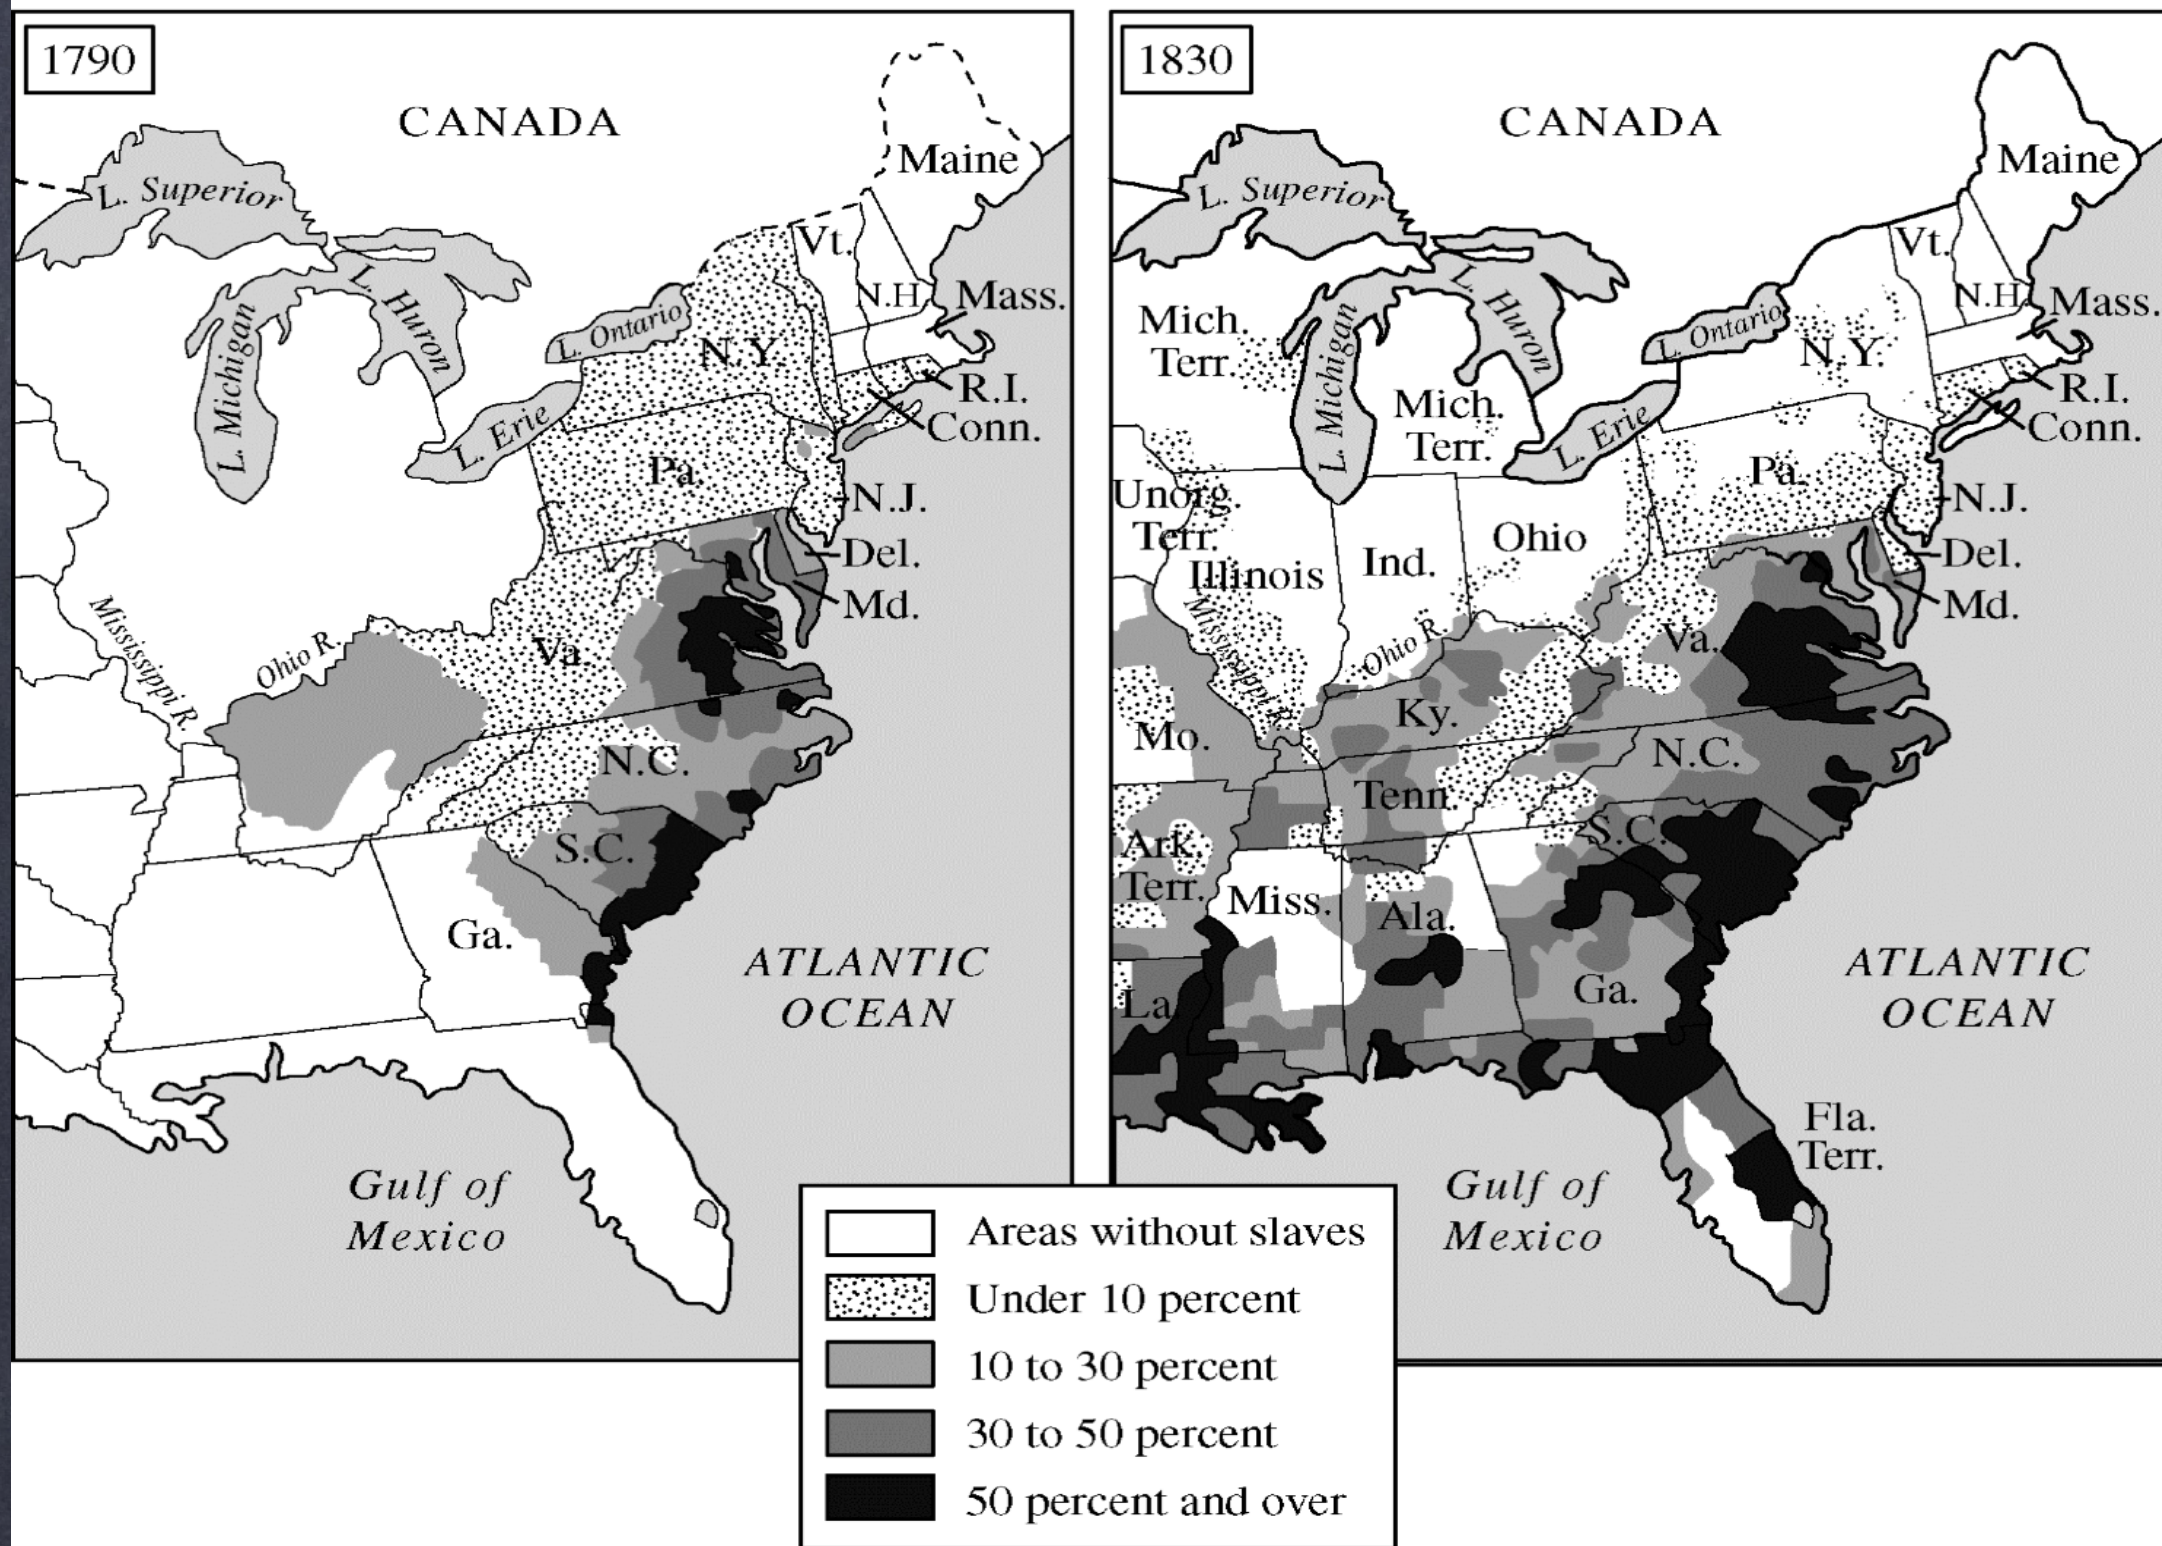 1790
CANADA
Maine
L. Superior
Vt.
L. Huron
N.H.
Mass.
L. Michigan
L. Ontario
N.Y.
R.I.
Conn.
L. Erie
Pa.
N.J.
Del.
Md.
Mississippi R.
Ohio R.
Va.
N.C.
S.C.
Ga.
ATLANTIC
OCEAN
Gulf of
Mexico
1830
CANADA
Maine
L. Superior
Vt.
L. Huron
N.H.
Mass.
Mich.
Terr.
L. Michigan
L. Ontario
N.Y.
R.I.
Conn.
Mich.
Terr.
L. Erie
Pa.
N.J.
Unorg.
Terr.
Ohio
Ind.
Illinois
Del.
Md.
Mississippi R.
Ohio R.
Va.
Ky.
Mo.
N.C.
Tenn.
Ark.
Terr.
S.C.
Miss.
Ala.
Ga.
La.
ATLANTIC
OCEAN
Fla.
Terr.
Gulf of
Mexico
Areas without slaves
Under 10 percent
10 to 30 percent
30 to 50 percent
50 percent and over